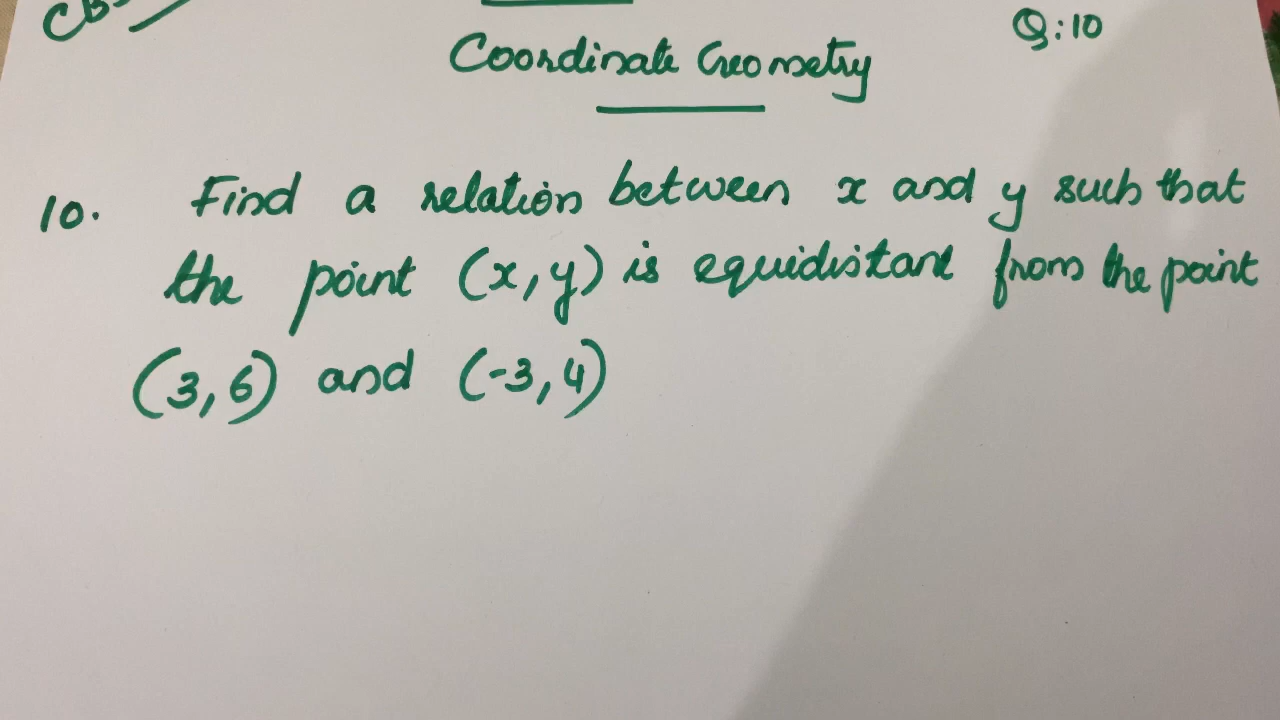 Coordinate Geometry
Q:10
10. Find a relation between x and y such that
the point (x,y) is equidistant from the point
(3,6) and (-3,4)